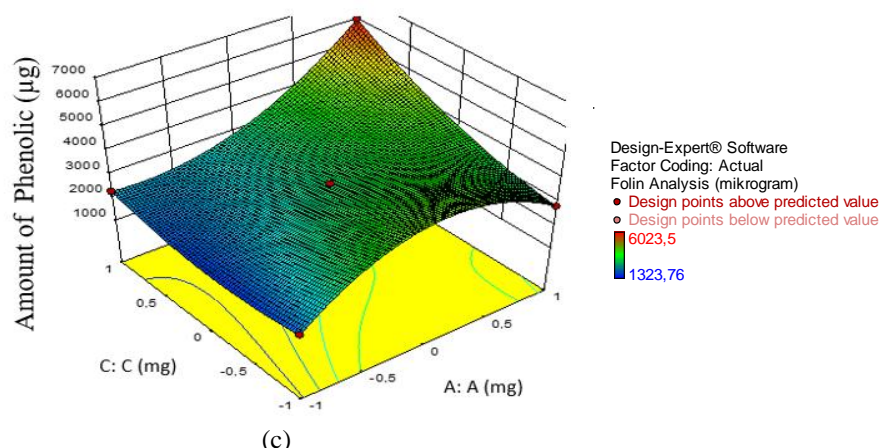 Amount of Phenolic (µg)
7000
6000
5000
4000
3000
2000
1000
1
0,5
0
-0,5
-1
C: C (mg)
-1
-0,5
0
0,5
1
A: A (mg)
(c)
Design-Expert® Software
Factor Coding: Actual
Folin Analysis (mikrogram)
Design points above predicted value
Design points below predicted value
6023,5
1323,76